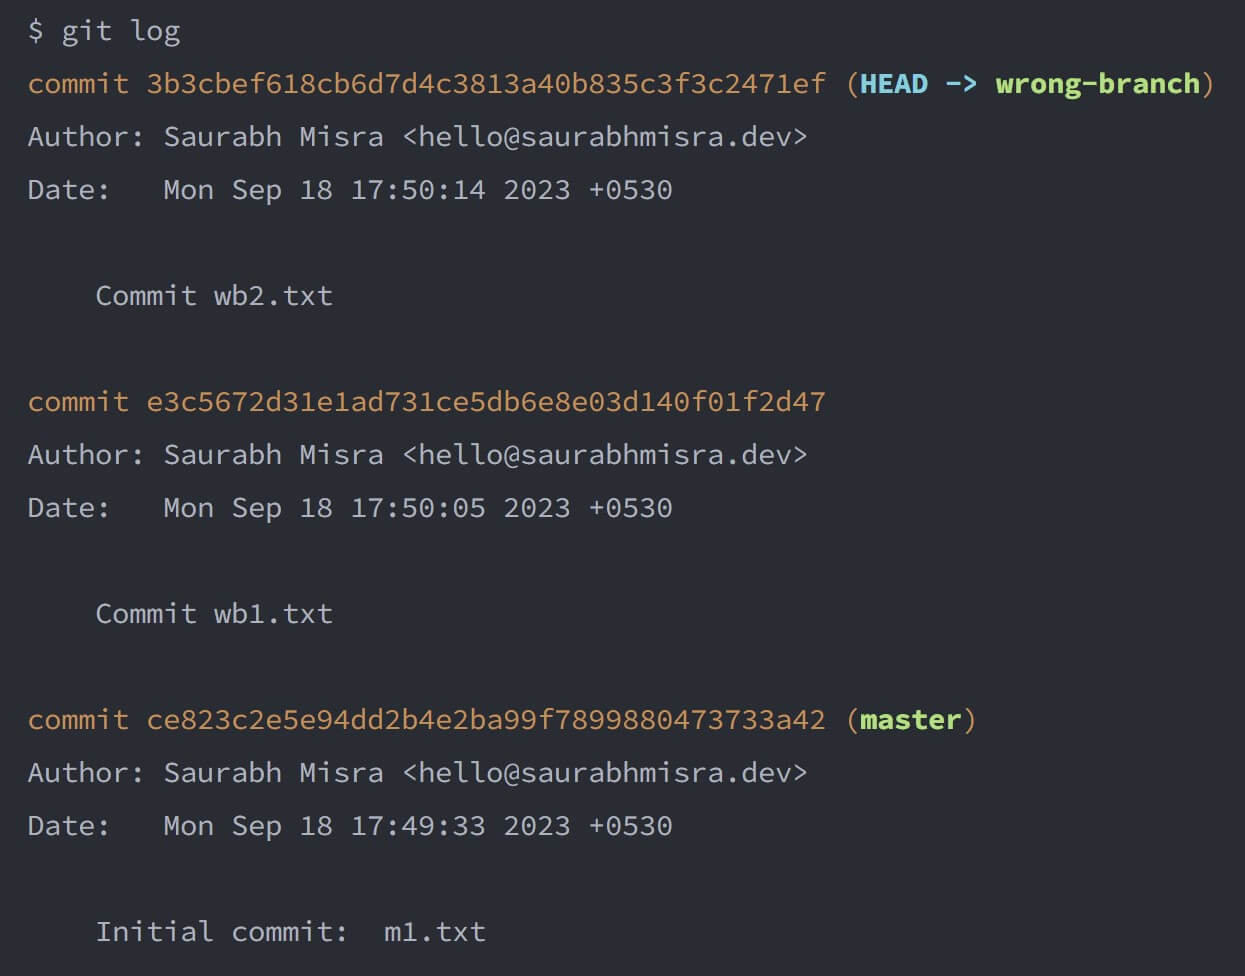 $ git log
commit 3b3cbef618cb6d7d4c3813a40b835c3f3c2471ef (HEAD -> wrong-branch)
Author: Saurabh Misra <hello@saurabhmisra.dev>
Date:   Mon Sep 18 17:50:14 2023 +0530
Commit wb2.txt
commit e3c5672d31e1ad731ce5db6e8e03d140f01f2d47
Author: Saurabh Misra <hello@saurabhmisra.dev>
Date:   Mon Sep 18 17:50:05 2023 +0530
Commit wb1.txt
commit ce823c2e5e94dd2b4e2ba99f7899880473733a42 (master)
Author: Saurabh Misra <hello@saurabhmisra.dev>
Date:   Mon Sep 18 17:49:33 2023 +0530
Initial commit:  m1.txt